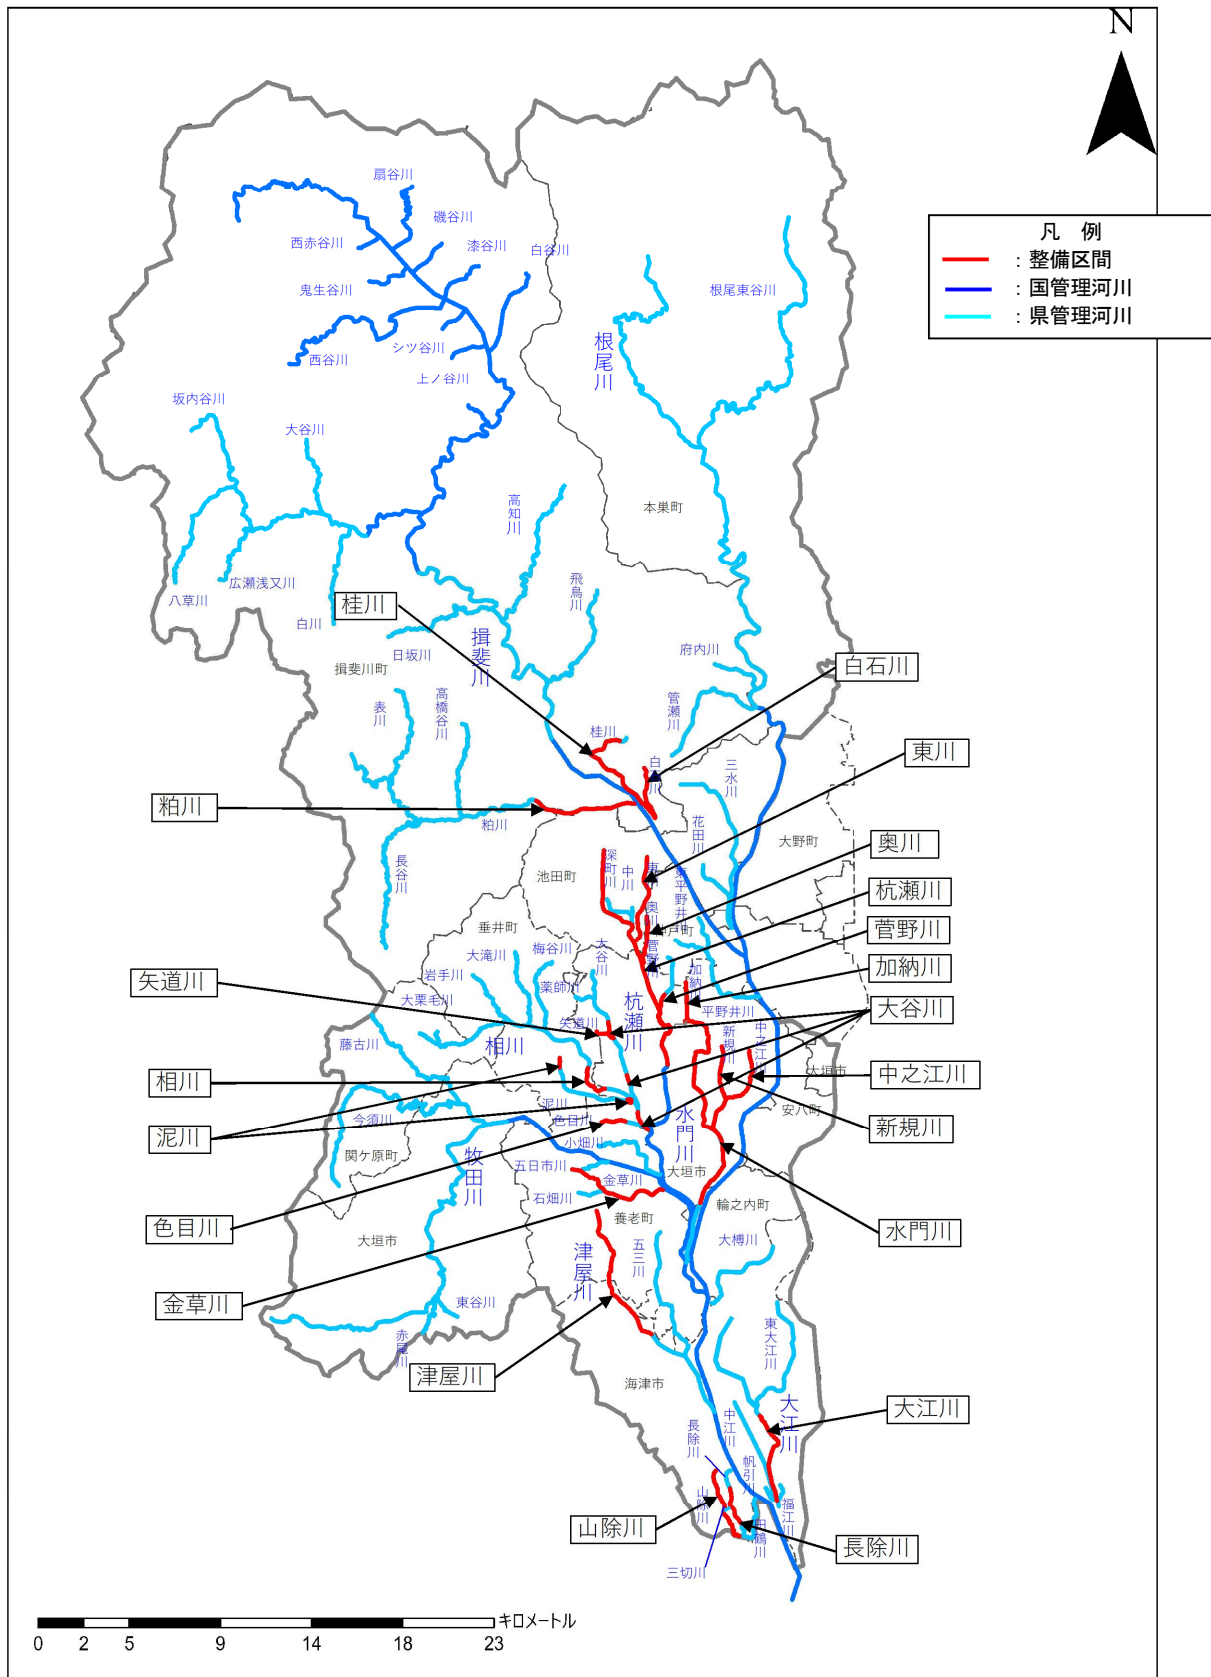 N
凡 例
：整備区間
：国管理河川
：県管理河川
扇谷川
磯谷川
西赤谷川
漆谷川
白谷川
鬼生谷川
根尾東谷川
シツ谷川
西谷川
根尾川
上ノ谷川
坂内谷川
大谷川
高知川
本巣町
飛鳥川
広瀬浅又川
八草川
桂川
白川
揖斐川
日坂川
府内川
揖斐川町
白石川
管瀬川
高橋谷川
表川
桂川
東川
三水川
粕川
粕川
花田川
大野町
奥川
長谷川
池田町
深町川
中川
東平野井川
杭瀬川
奥川
垂井町
菅野川
大滝川
梅谷川
大谷川
菅野川
加納川
岩手川
矢道川
薬師川
大栗毛川
杭瀬川
平野井川
大谷川
矢道川
新規川
中之江川
藤古川
相川
大垣市
中之江川
相川
泥川
安八町
今須川
色目川
水門川
新規川
泥川
小畑川
関ケ原町
牧田川
五日市川
大垣市
金草川
石畑川
輪之内町
養老町
水門川
色目川
大垣市
津屋川
五三川
大榑川
金草川
東谷川
赤尾川
東大江川
津屋川
海津市
大江川
大江川
中江川
長除川
帆引川
山除川
福江川
山除川
田鶴川
長除川
三切川
キロメートル
0 2 5 9 14 18 23